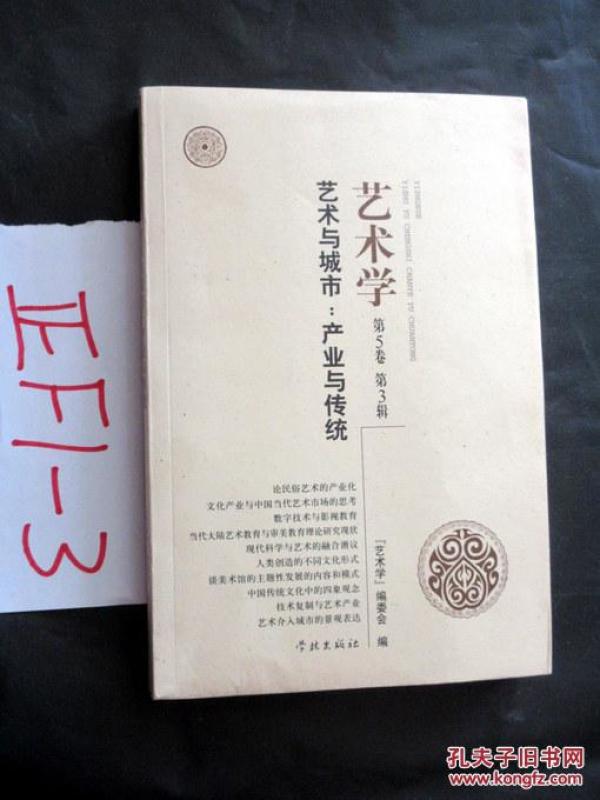 正F1-3
YISHUXUE
YISHU YU CHENGSHI CHANYE YU CHUANTONG
艺术学
第5卷 第3辑
艺术与城市：产业与传统
论民俗艺术的产业化
文化产业与中国当代艺术市场的思考
数字技术与影视教育
当代大陆艺术教育与审美教育理论研究现状
现代科学与艺术的融合测议
人类创造的不同文化形式
谈美术馆的主题性发展的内容和模式
中国传统文化中的四象观念
技术复制与艺术产业
艺术介入城市的景观表达
『艺术学』编委会 编
学林出版社
孔夫子旧书网
www.kongfz.com